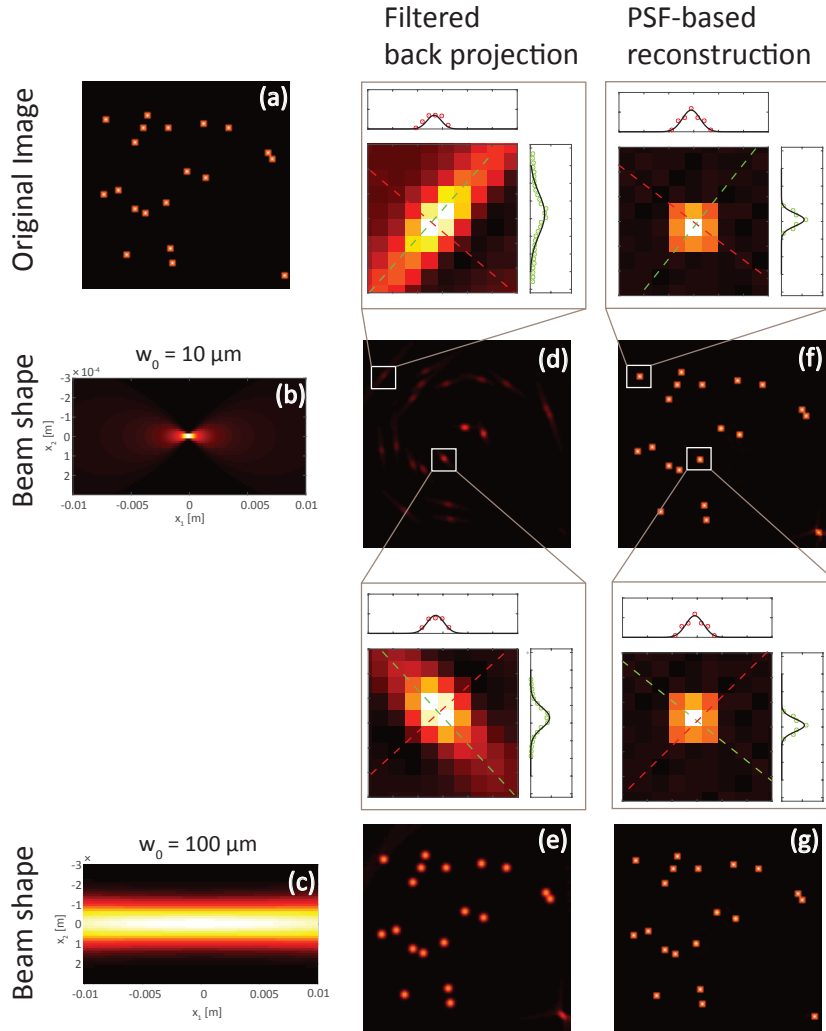 Filtered back projection
PSF-based reconstruction
Original Image
(a)
Beam shape
w0 = 10 µm
× 10-4
-3
-2
-1
0
1
2
x2 [m]
(b)
-0.01 -0.005 0 0.005 0.01
x1 [m]
(d)
(f)
Beam shape
w0 = 100 µm
×
-3
-2
-1
0
1
2
x2 [m]
(c)
-0.01 -0.005 0 0.005 0.01
x1 [m]
(e)
(g)